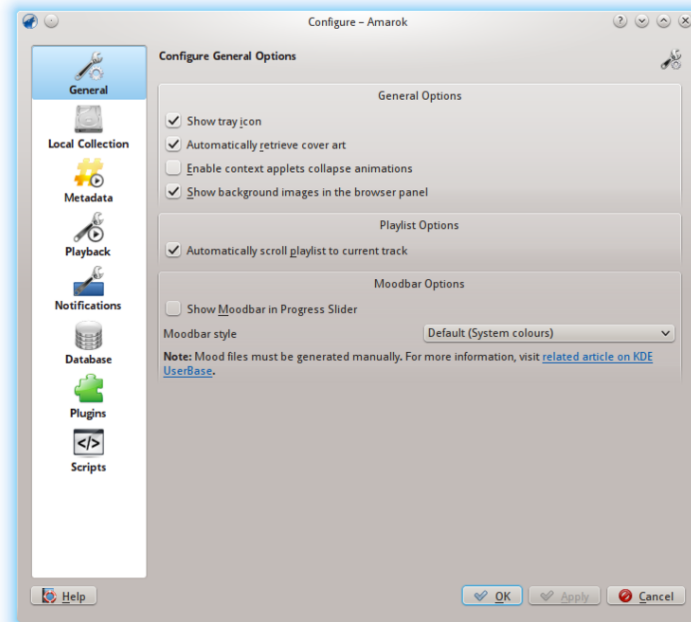 Configure – Amarok
General
Local Collection
Metadata
Playback
Notifications
Database
Plugins
Scripts
Configure General Options
General Options
Show tray icon
Automatically retrieve cover art
Enable context applets collapse animations
Show background images in the browser panel
Playlist Options
Automatically scroll playlist to current track
Moodbar Options
Show Moodbar in Progress Slider
Moodbar style
Default (System colours)
Note: Mood files must be generated manually. For more information, visit related article on KDE
UserBase.
Help
OK
Apply
Cancel